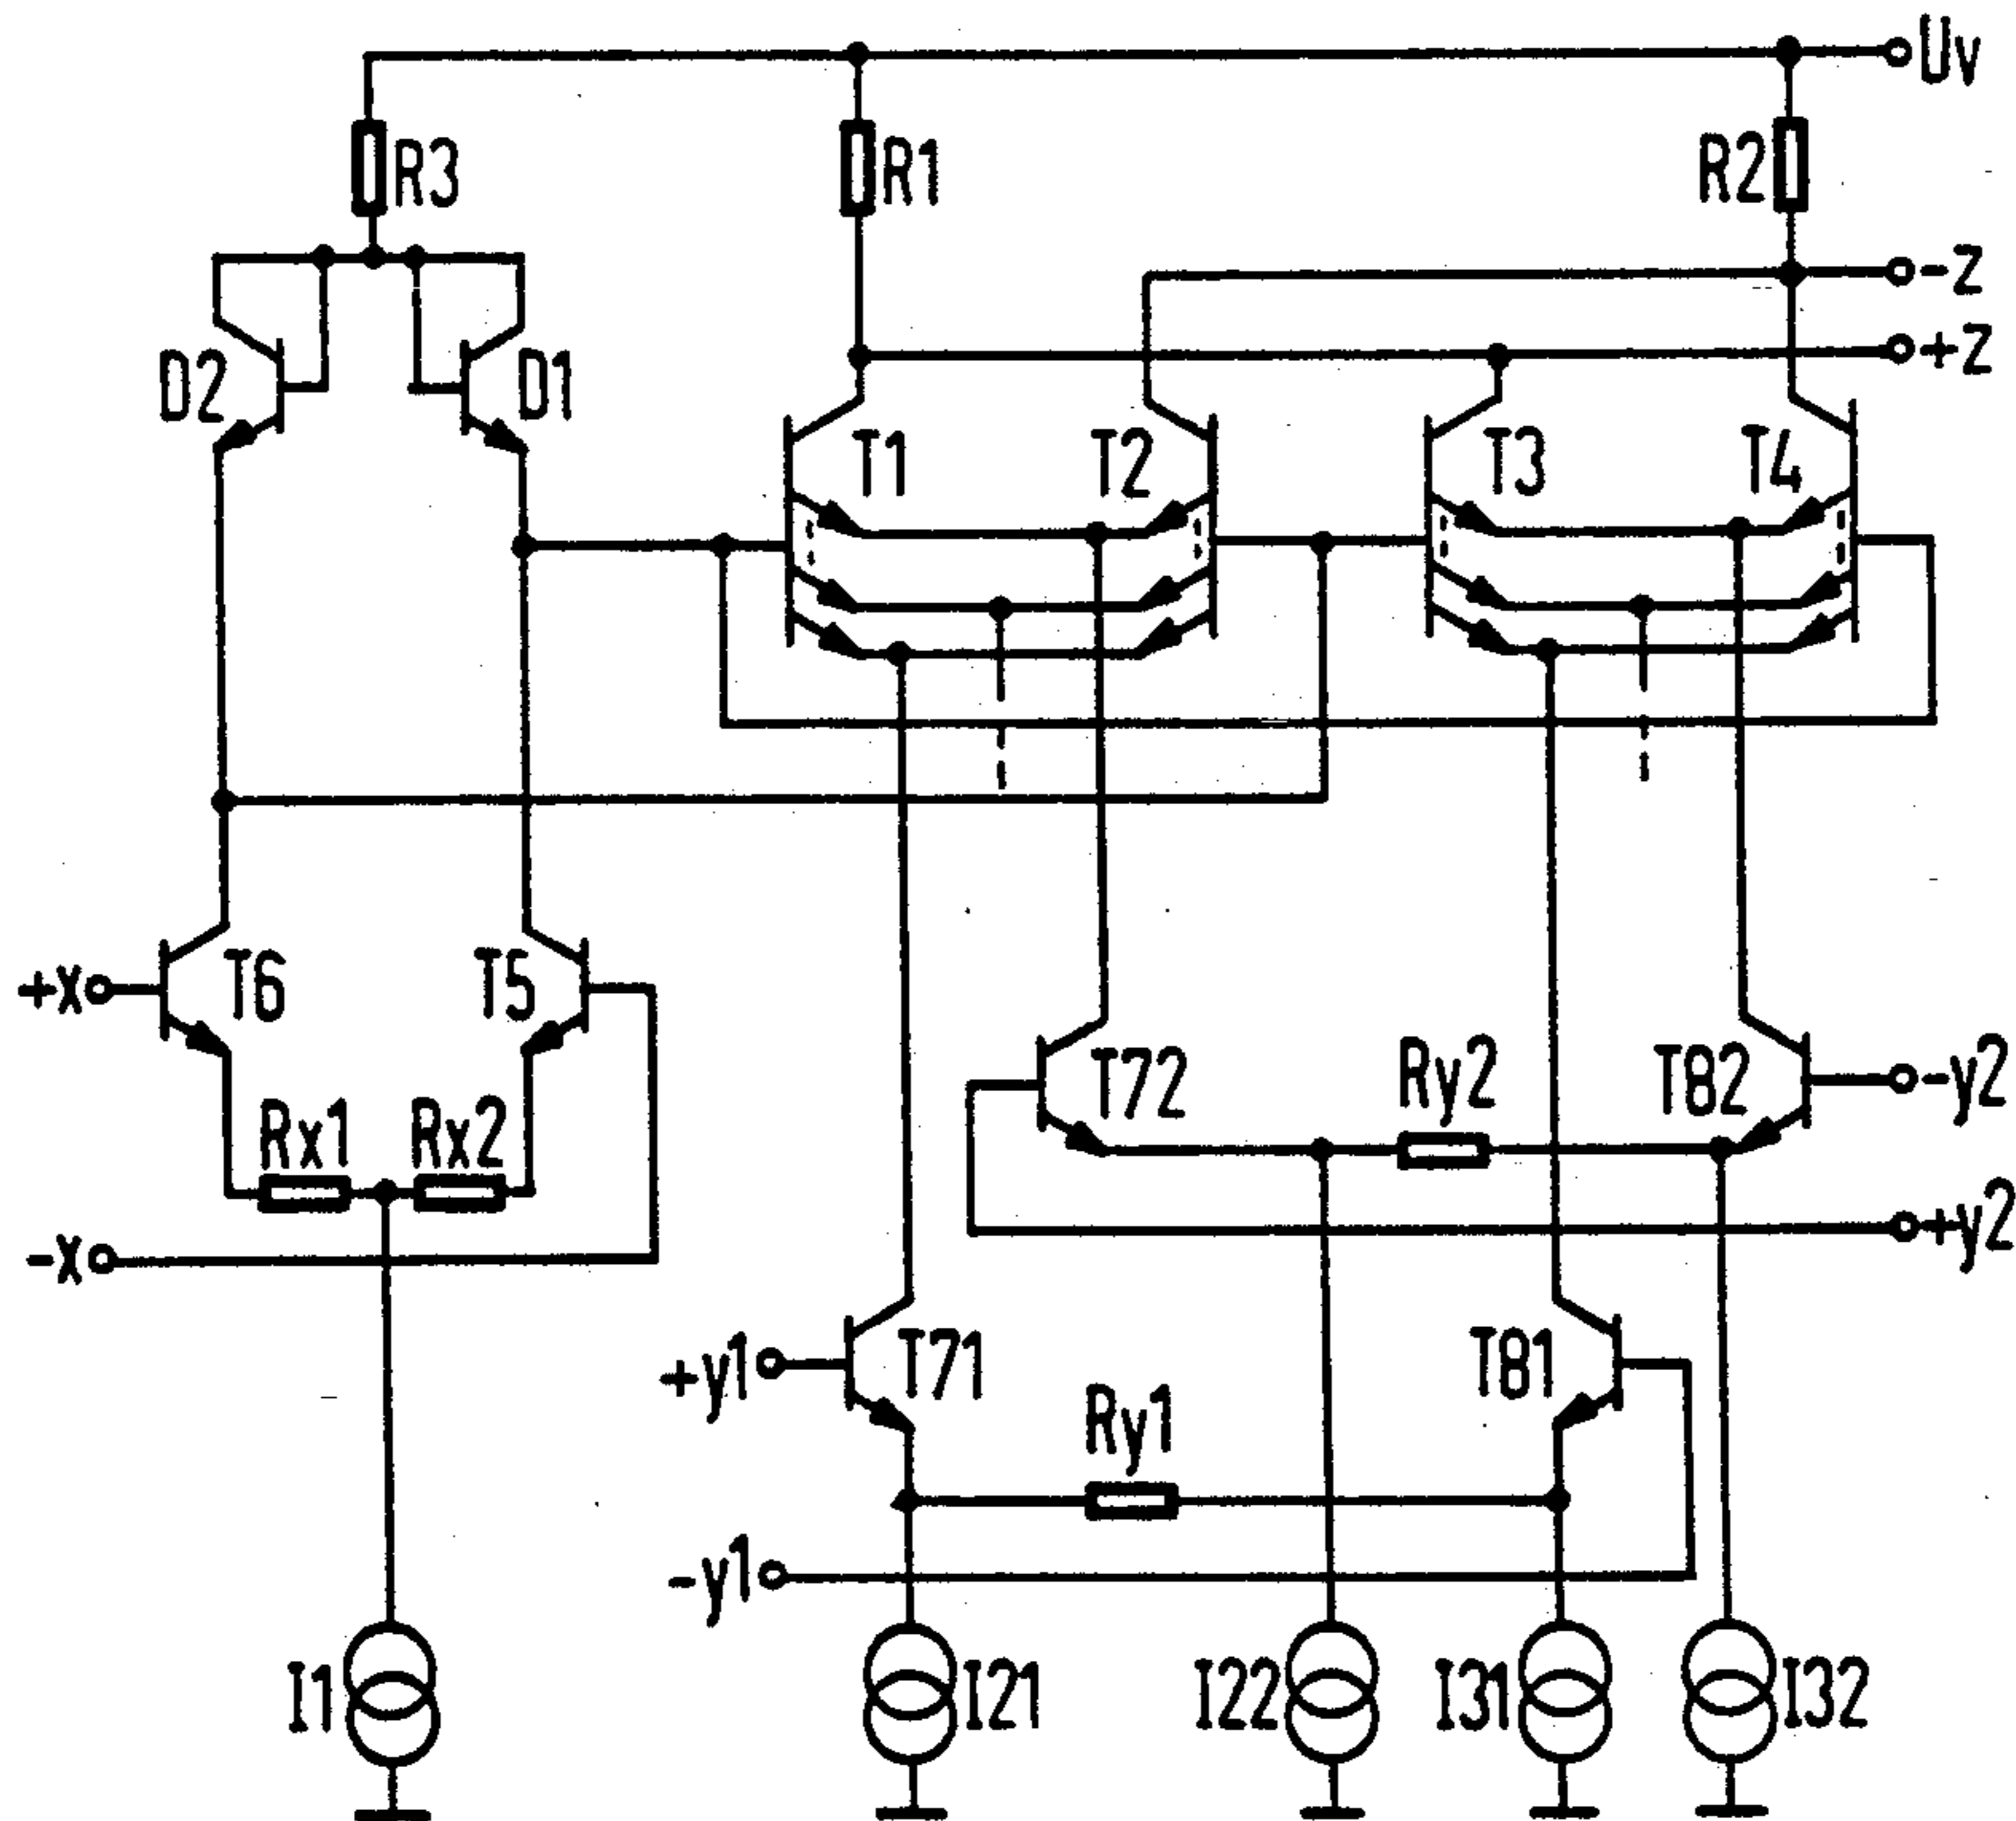 Uv
R3
R1
R2
-z
+z
D2
D1
T1
T2
T3
T4
+x
T6
T5
T72
Ry2
T82
-y2
Rx1
Rx2
+y2
-x
+y1
T71
T81
Ry1
-y1
I1
I21
I22
I31
I32